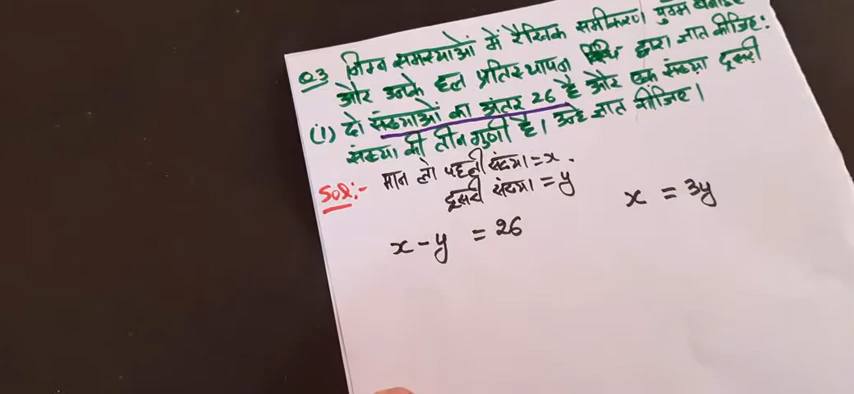 Q3 निम्न समस्याओं में रैखिक समीकरण युग्म बनाइए
और उनके हल प्रतिस्थापन विधि द्वारा ज्ञात कीजिए:
(i) दो संख्याओं का अंतर 26 है और एक संख्या दूसरी
संख्या की तीन गुणी है। उन्हें ज्ञात कीजिए।
Sol:- मान लो पहली संख्या = x.
दूसरी संख्या = y
x = 3y
x - y = 26